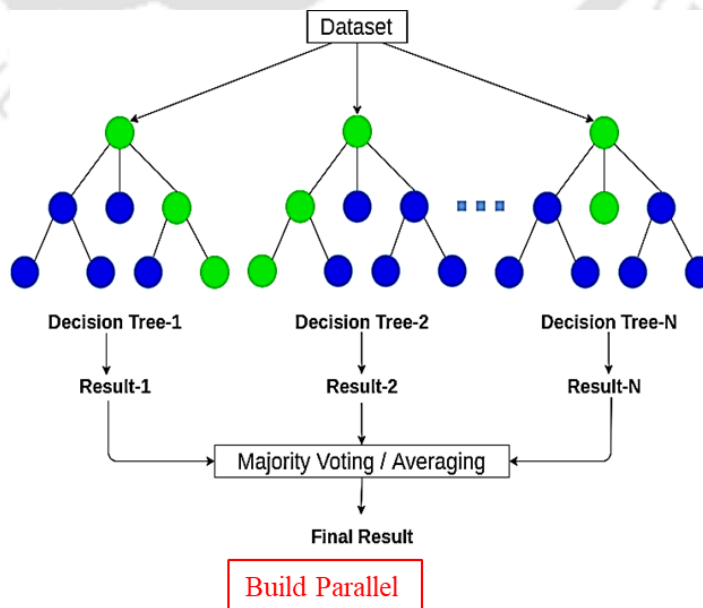 Dataset
Decision Tree-1 Decision Tree-2 Decision Tree-N
Result-1 Result-2 Result-N
Majority Voting / Averaging
Final Result
Build Parallel